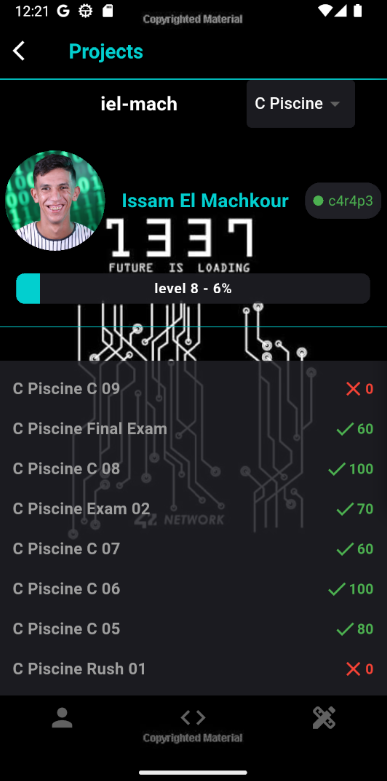 12:21
Copyrighted Material
Projects
iel-mach
C Piscine
Issam El Machkour
c4r4p3
1337
FUTURE IS LOADING
level 8 - 6%
C Piscine C 09 0
C Piscine Final Exam 60
C Piscine C 08 100
C Piscine Exam 02 70
42 NETWORK
C Piscine C 07 60
C Piscine C 06 100
C Piscine C 05 80
C Piscine Rush 01 0
Copyrighted Material